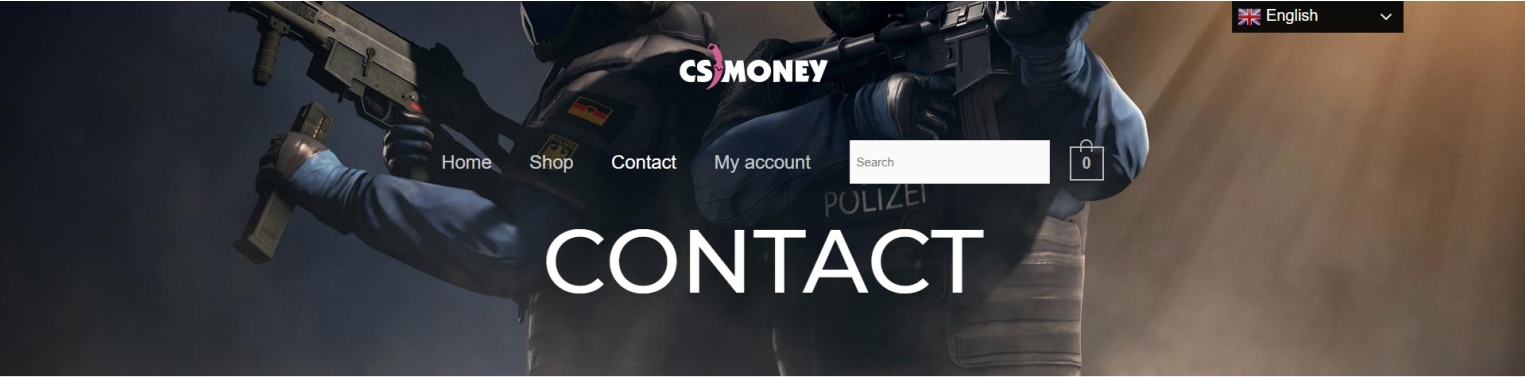 English
CS MONEY
Home Shop Contact My account Search 0
POLIZEI
CONTACT